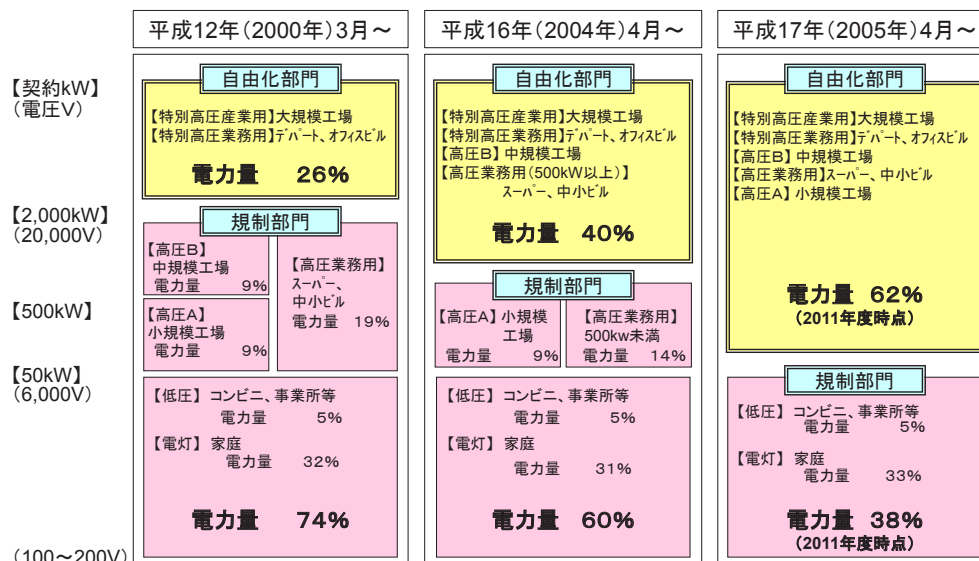 平成12年(2000年)3月～
平成16年(2004年)4月～
平成17年(2005年)4月～
【契約kW】
(電圧V)
【2,000kW】
(20,000V)
【500kW】
【50kW】
(6,000V)
(100～200V)
自由化部門
【特別高圧産業用】大規模工場
【特別高圧業務用】デパート、オフィスビル
電力量 26%
規制部門
【高圧B】
中規模工場
電力量 9%
【高圧A】
小規模工場
電力量 9%
【高圧業務用】
スーパー、
中小ビル
電力量 19%
【低圧】 コンビニ、事業所等
電力量 5%
【電灯】 家庭
電力量 32%
電力量 74%
自由化部門
【特別高圧産業用】大規模工場
【特別高圧業務用】デパート、オフィスビル
【高圧B】 中規模工場
【高圧業務用(500kW以上)】
スーパー、中小ビル
電力量 40%
規制部門
【高圧A】 小規模
工場
電力量 9%
【高圧業務用】
500kw未満
電力量 14%
【低圧】 コンビニ、事業所等
電力量 5%
【電灯】 家庭
電力量 31%
電力量 60%
自由化部門
【特別高圧産業用】大規模工場
【特別高圧業務用】デパート、オフィスビル
【高圧B】 中規模工場
【高圧業務用】スーパー、中小ビル
【高圧A】 小規模工場
電力量 62%
(2011年度時点)
規制部門
【低圧】 コンビニ、事業所等
電力量 5%
【電灯】 家庭
電力量 33%
電力量 38%
(2011年度時点)